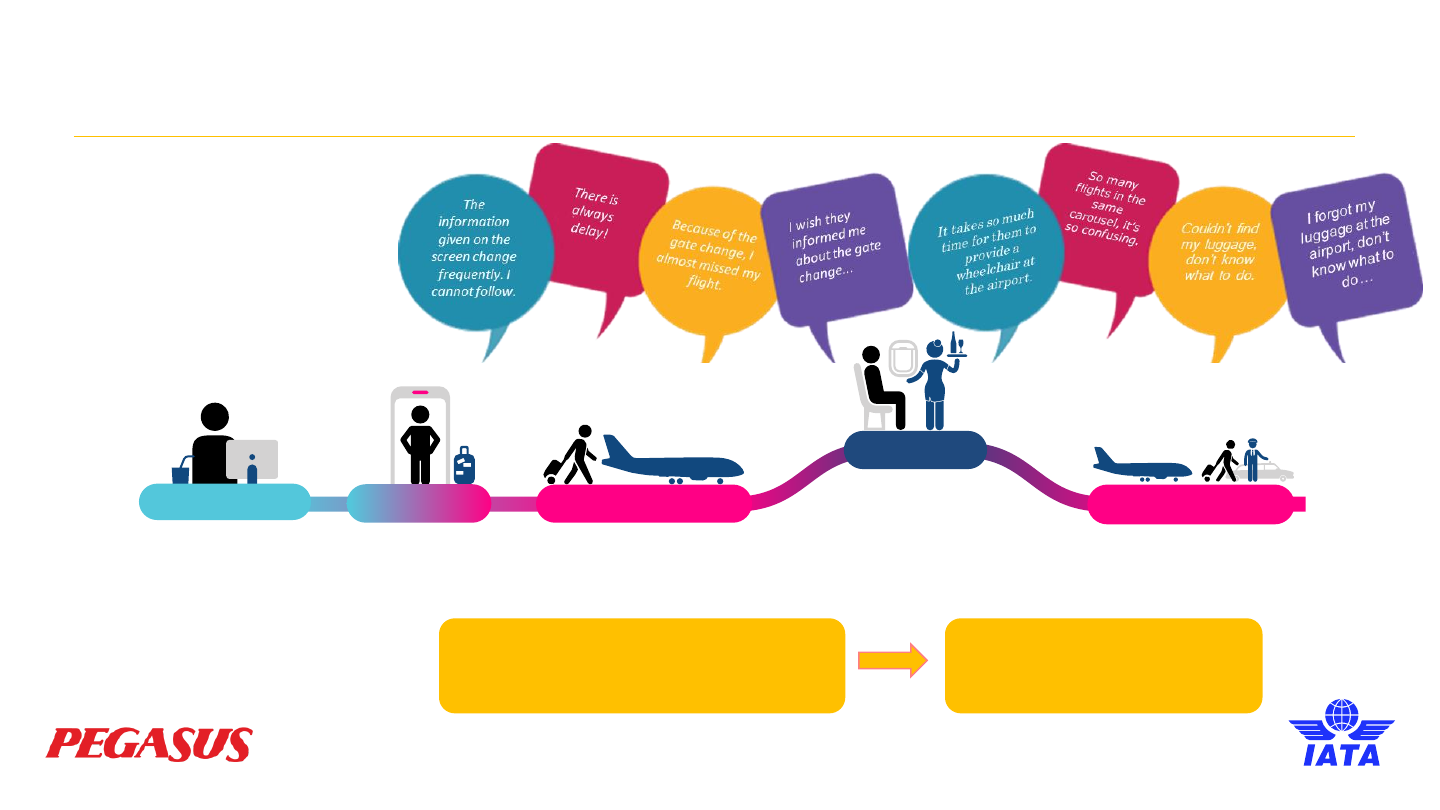 The
information
given on the
screen change
frequently. I
cannot follow.
There is
always
delay!
Because of the
gate change, I
almost missed my
flight.
I wish they
informed me
about the gate
change...
It takes so much
time for them to
provide a
wheelchair at
the airport.
So many
flights in the
same
carousel, it's
so confusing.
Couldn't find
my luggage,
don't know
what to do.
I forgot my
luggage at the
airport, don't
know what to
do...
PEGASUS
IATA